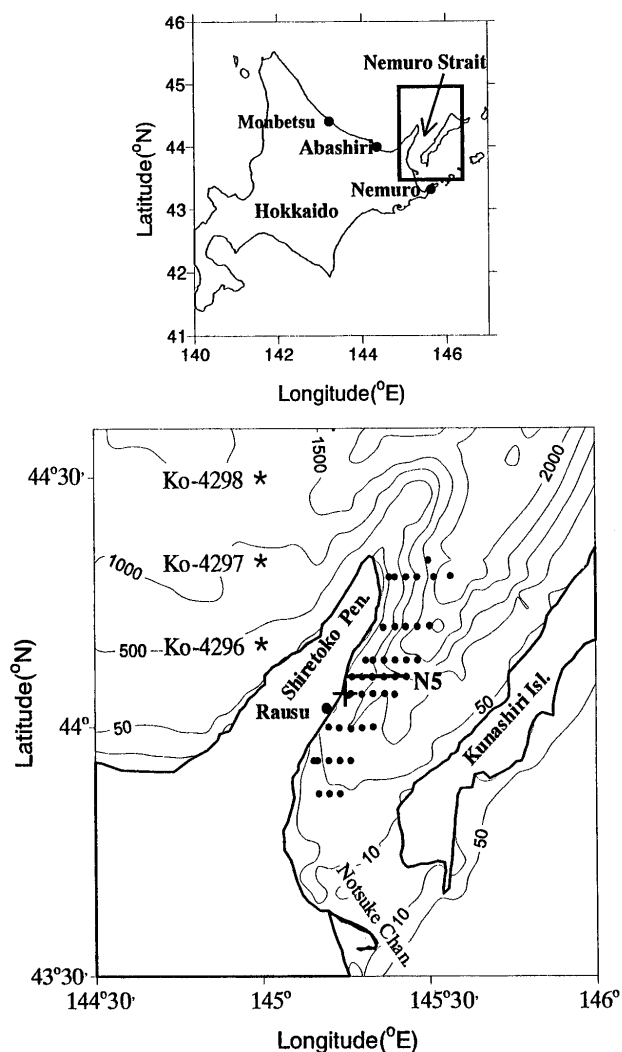 46
45
Nemuro Strait
Monbetsu
44
Abashiri
Nemuro
43
Hokkaido
42
41
140 142 144 146
Latitude(°N)
Longitude(°E)
1500
2000
44°30'
Ko-4298 *
1000
Ko-4297 *
500
Ko-4296 *
Shiretoko Pen.
N5
50
Rausu
44°
50
Kunashiri Isl.
50
10
Notsuke Chan.
10
43°30'
144°30' 145° 145°30' 146°
Latitude(°N)
Longitude(°E)